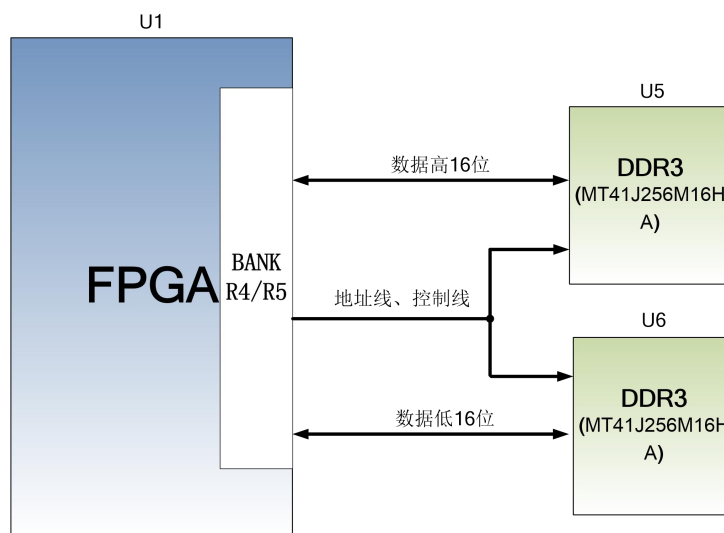 U1
U5
数据高16位
DDR3
(MT41J256M16H
A)
FPGA
BANK
R4/R5
地址线、控制线
U6
数据低16位
DDR3
(MT41J256M16H
A)